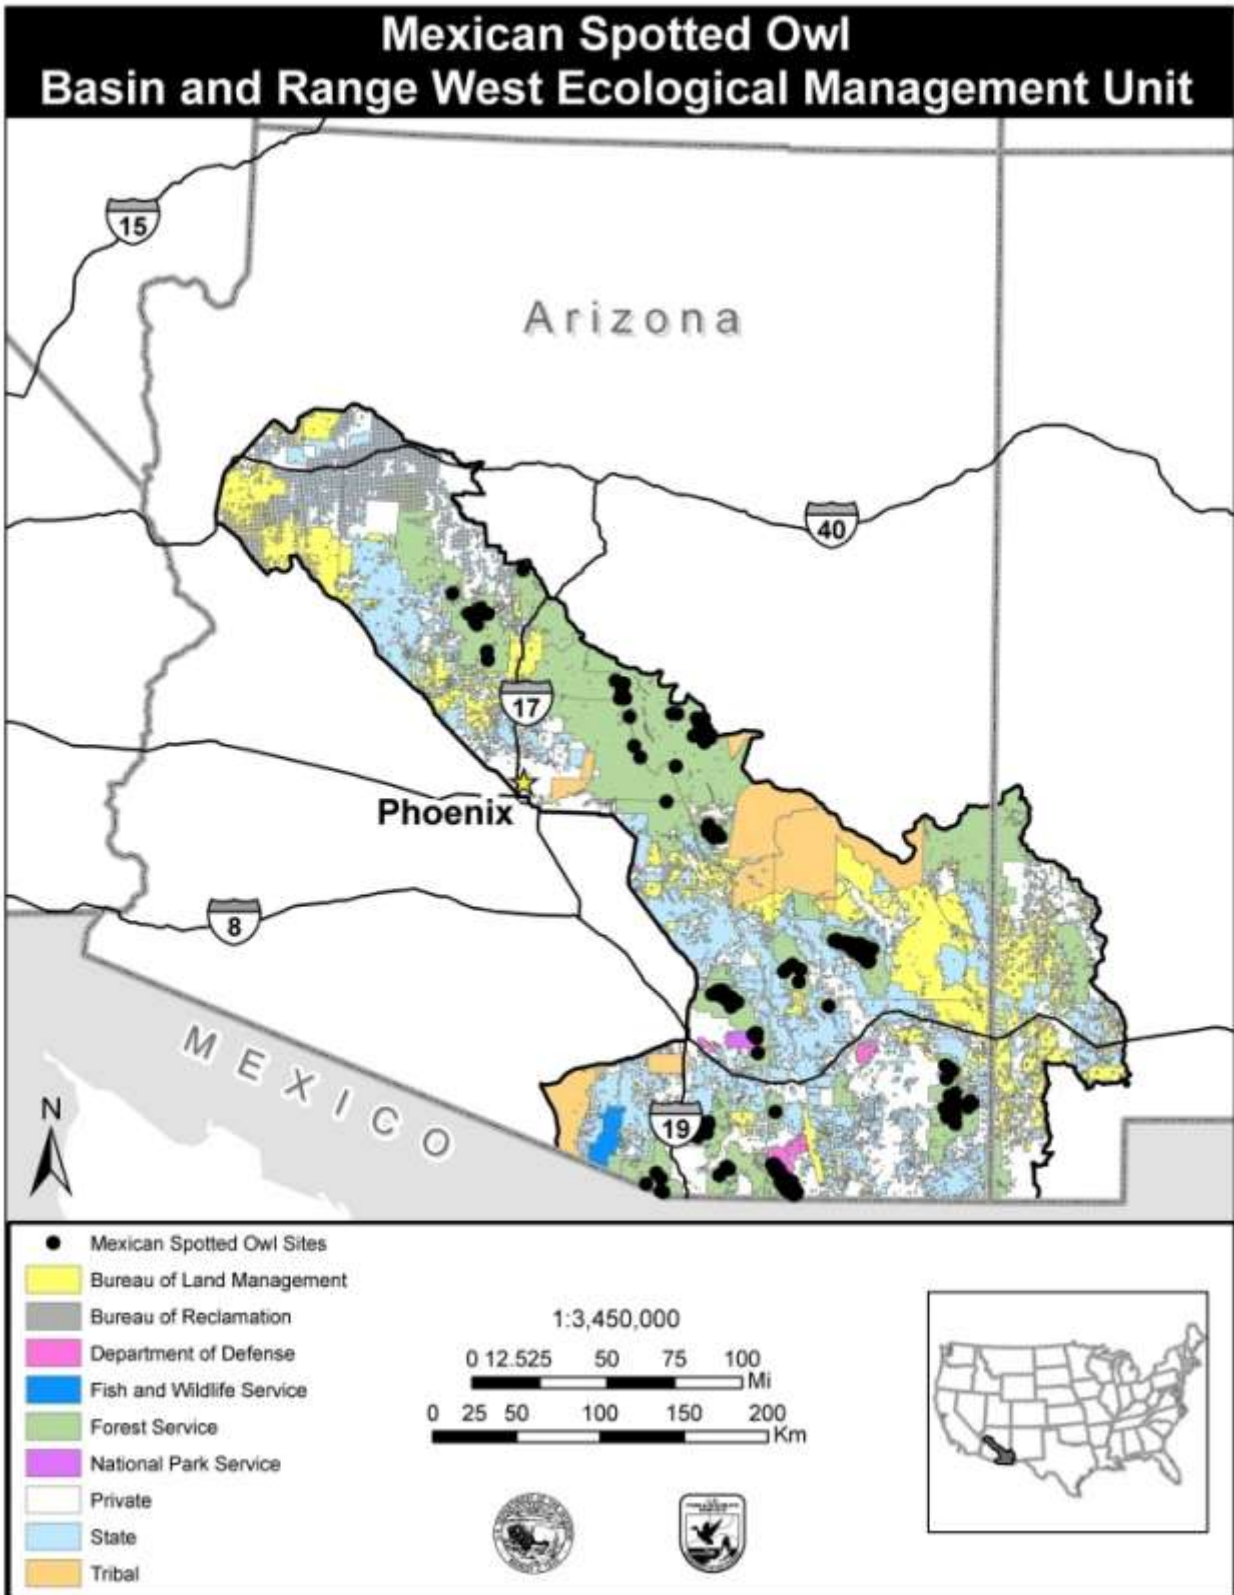 Mexican Spotted Owl
Basin and Range West Ecological Management Unit
15
Arizona
40
17
Phoenix
8
MEXICO
N
19
Mexican Spotted Owl Sites
Bureau of Land Management
Bureau of Reclamation
Department of Defense
Fish and Wildlife Service
Forest Service
National Park Service
Private
State
Tribal
1:3,450,000
0 12.525 50 75 100
Mi
0 25 50 100 150 200
Km